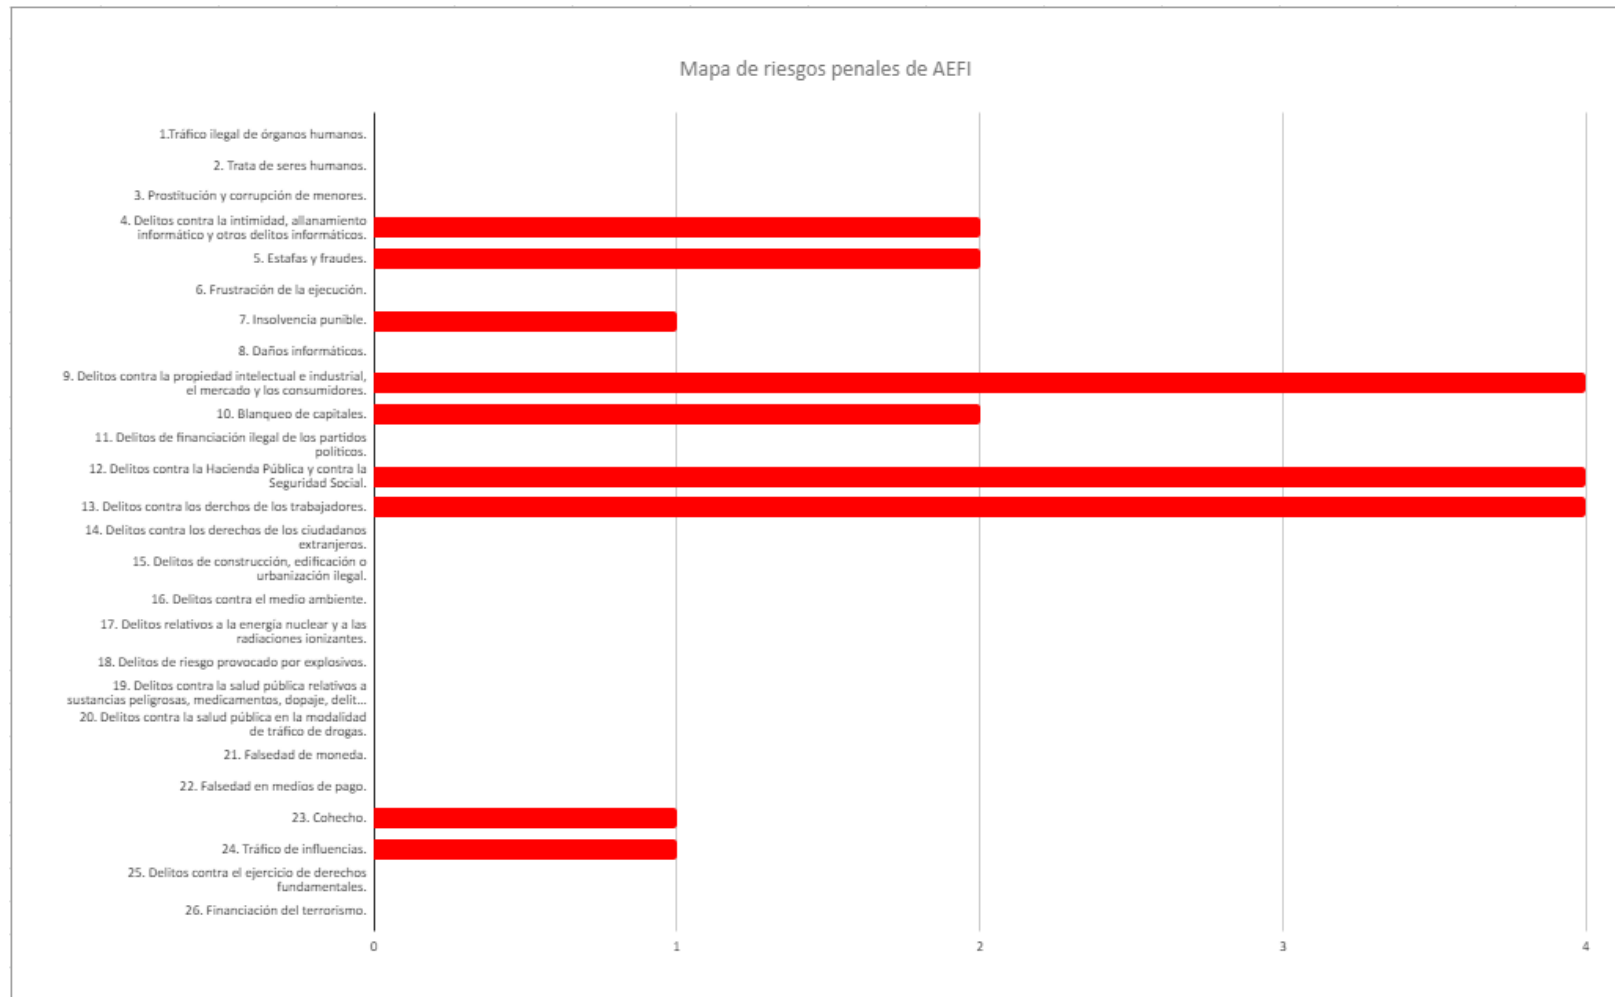 Mapa de riesgos penales de AEFI
1.Tráfico ilegal de órganos humanos.
2. Trata de seres humanos.
3. Prostitución y corrupción de menores.
4. Delitos contra la intimidad, allanamiento
informático y otros delitos informáticos.
5. Estafas y fraudes.
6. Frustración de la ejecución.
7. Insolvencia punible.
8. Daños informáticos.
9. Delitos contra la propiedad intelectual e industrial,
el mercado y los consumidores.
10. Blanqueo de capitales.
11. Delitos de financiación ilegal de los partidos
políticos.
12. Delitos contra la Hacienda Pública y contra la
Seguridad Social.
13. Delitos contra los derchos de los trabajadores.
14. Delitos contra los derechos de los ciudadanos
extranjeros.
15. Delitos de construcción, edificación o
urbanización ilegal.
16. Delitos contra el medio ambiente.
17. Delitos relativos a la energía nuclear y a las
radiaciones ionizantes.
18. Delitos de riesgo provocado por explosivos.
19. Delitos contra la salud pública relativos a
sustancias peligrosas, medicamentos, dopaje, delit...
20. Delitos contra la salud pública en la modalidad
de tráfico de drogas.
21. Falsedad de moneda.
22. Falsedad en medios de pago.
23. Cohecho.
24. Tráfico de influencias.
25. Delitos contra el ejercicio de derechos
fundamentales.
26. Financiación del terrorismo.
0 1 2 3 4